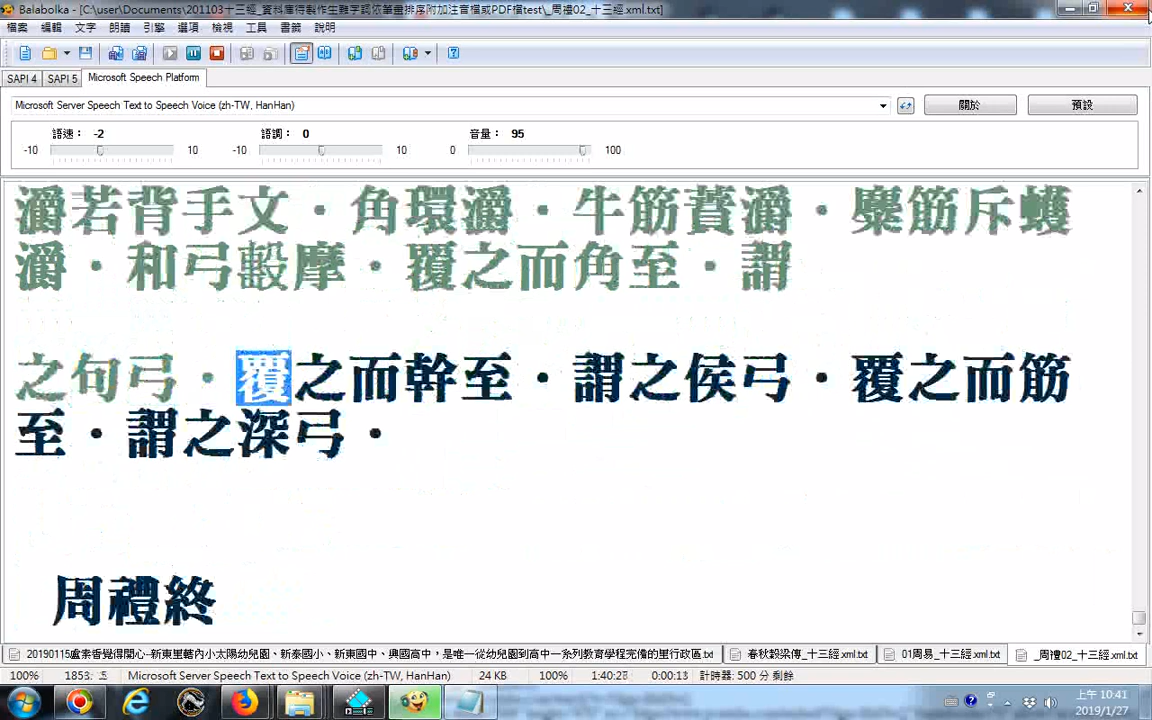 Balabolka - [C:\user\Documents\201103十三經_資料庫得製作生難字詞依筆畫排序附加注音檔或PDF檔test\_周禮02_十三經.xml.txt]
檔案 編輯 文字 朗讀 引擎 選項 檢視 工具 書籤 說明
SAPI 4 SAPI 5 Microsoft Speech Platform
Microsoft Server Speech Text to Speech Voice (zh-TW, HanHan) 關於 預設
語速： -2 語調： 0 音量： 95
-10 10 -10 10 0 100
灂若背手文．角環灂．牛筋蕡灂．麋筋斥蠖
灂．和弓毄摩．覆之而角至．謂
之句弓．覆之而幹至．謂之侯弓．覆之而筋
至．謂之深弓．
周禮終
20190115盧素香覺得開心--新東里轄內小太陽幼兒園、新泰國小、新東國中、興國高中，是唯一從幼兒園到高中一系列教育學程完備的里行政區.txt 春秋穀梁傳_十三經.xml.txt 01周易_十三經.xml.txt _周禮02_十三經.xml.txt
100% Microsoft Server Speech Text to Speech Voice (zh-TW, HanHan) 24 KB 100% 0:00:13 計時器: 500 分 剩餘
上午 10:41
2019/1/27